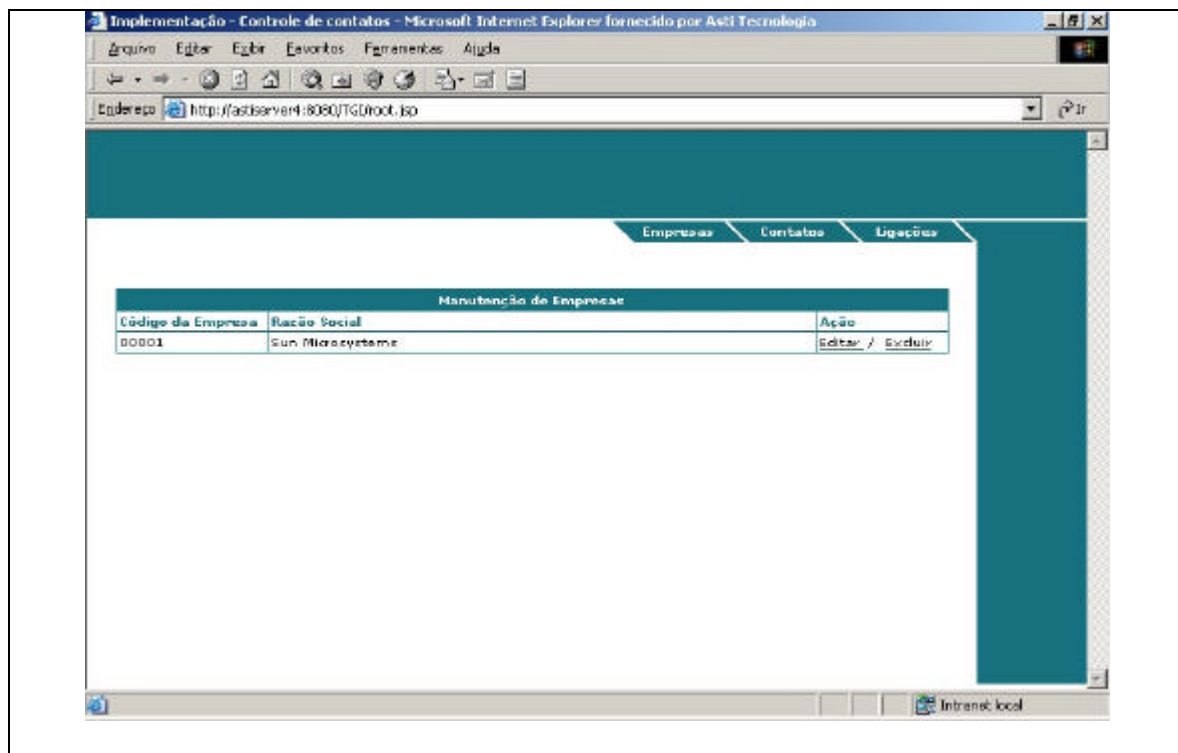 Implementação - Controle de contatos - Microsoft Internet Explorer fornecido por Asti Tecnologia
Arquivo Editar Exibir Favoritos Ferramentas Ajuda
Endereço http://astiserver4:8080/TGI/root.jsp Ir
Empresas Contatos Ligações
Manutenção de Empresas
Código da Empresa Razão Social Ação
00001 Sun Microsystems Editar / Excluir
Intranet local